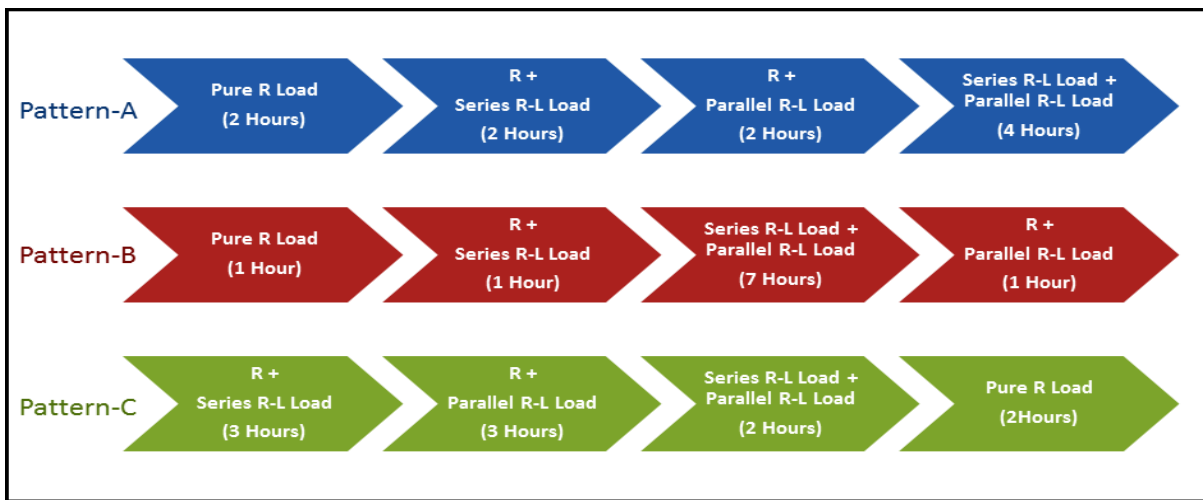 Pattern-A
Pure R Load
(2 Hours)
R +
Series R-L Load
(2 Hours)
R +
Parallel R-L Load
(2 Hours)
Series R-L Load +
Parallel R-L Load
(4 Hours)
Pattern-B
Pure R Load
(1 Hour)
R +
Series R-L Load
(1 Hour)
Series R-L Load +
Parallel R-L Load
(7 Hours)
R +
Parallel R-L Load
(1 Hour)
Pattern-C
R +
Series R-L Load
(3 Hours)
R +
Parallel R-L Load
(3 Hours)
Series R-L Load +
Parallel R-L Load
(2 Hours)
Pure R Load
(2Hours)